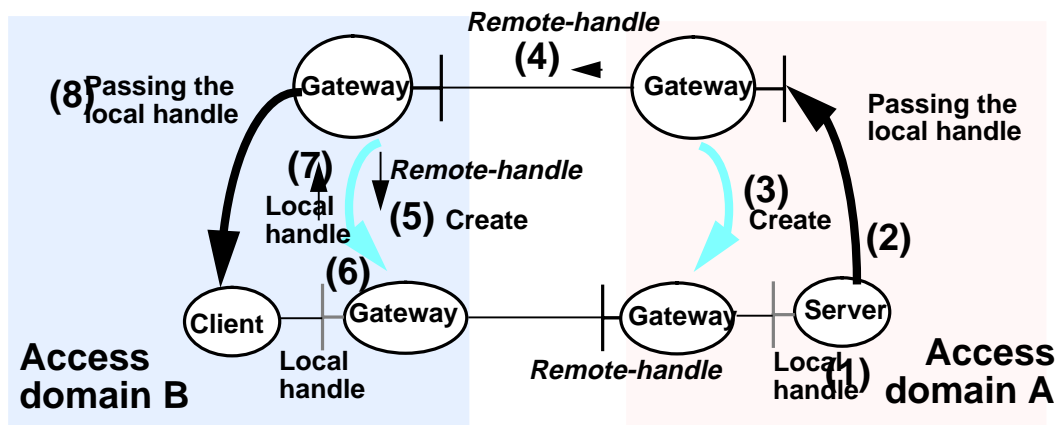 Remote-handle
(4)
Gateway
Gateway
(8)
Passing the
local handle
Passing the
local handle
(7)
Remote-handle
(3)
Create
Local
handle
(5) Create
(2)
(6)
Client
Gateway
Gateway
Server
Local
handle
Remote-handle
Local
handle
(1)
Access
domain B
Access
domain A